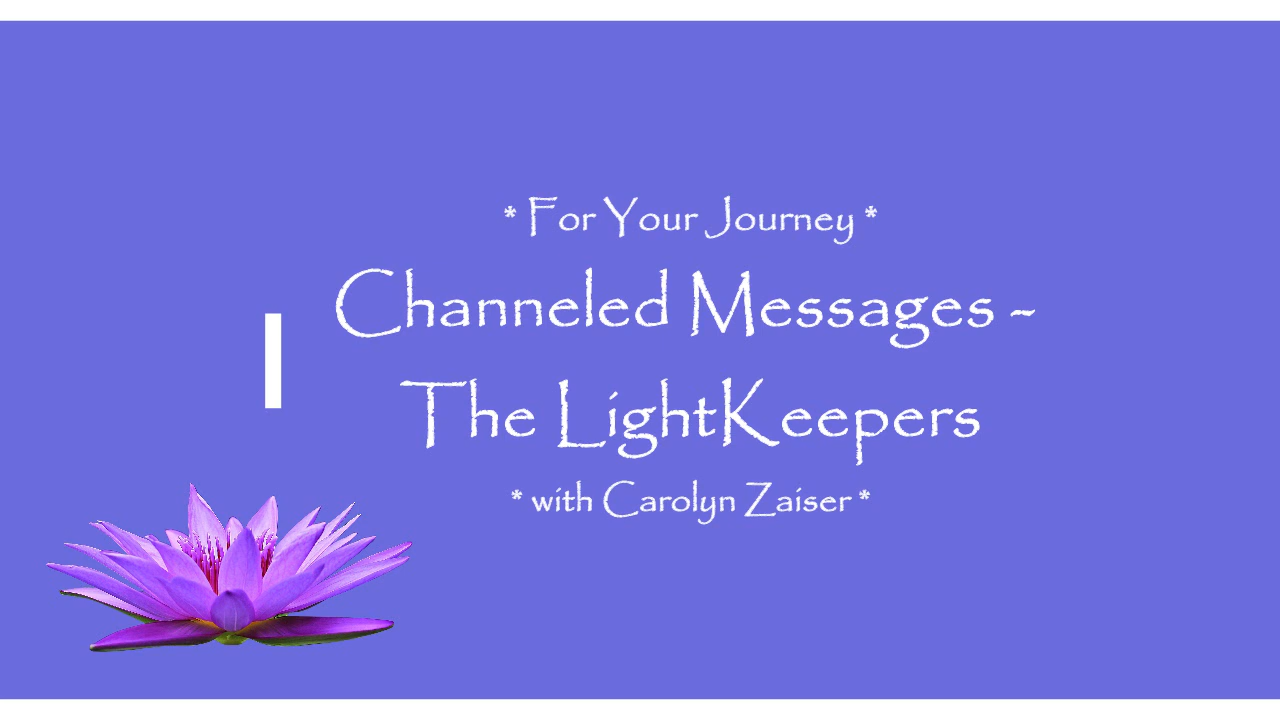 * For Your Journey *
Channeled Messages ~
The LightKeepers
* with Carolyn Zaiser *